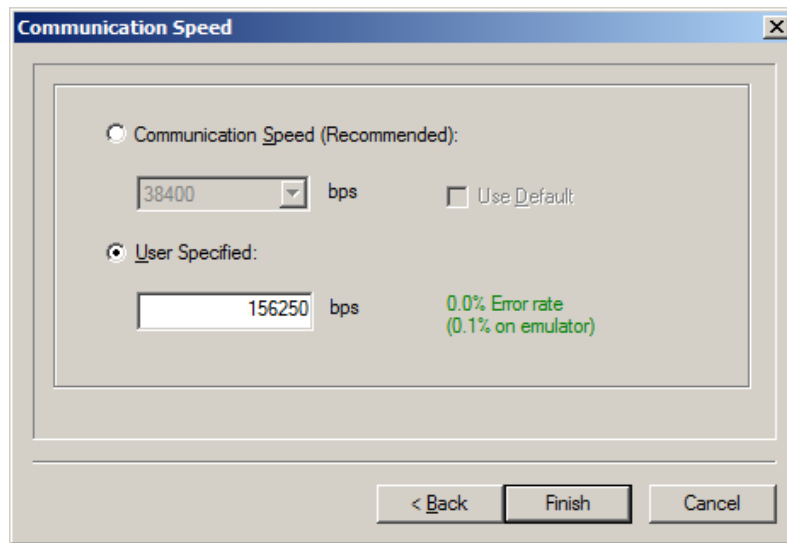 Communication Speed
Communication Speed (Recommended):
38400 bps Use Default
User Specified:
156250 bps 0.0% Error rate
(0.1% on emulator)
< Back Finish Cancel